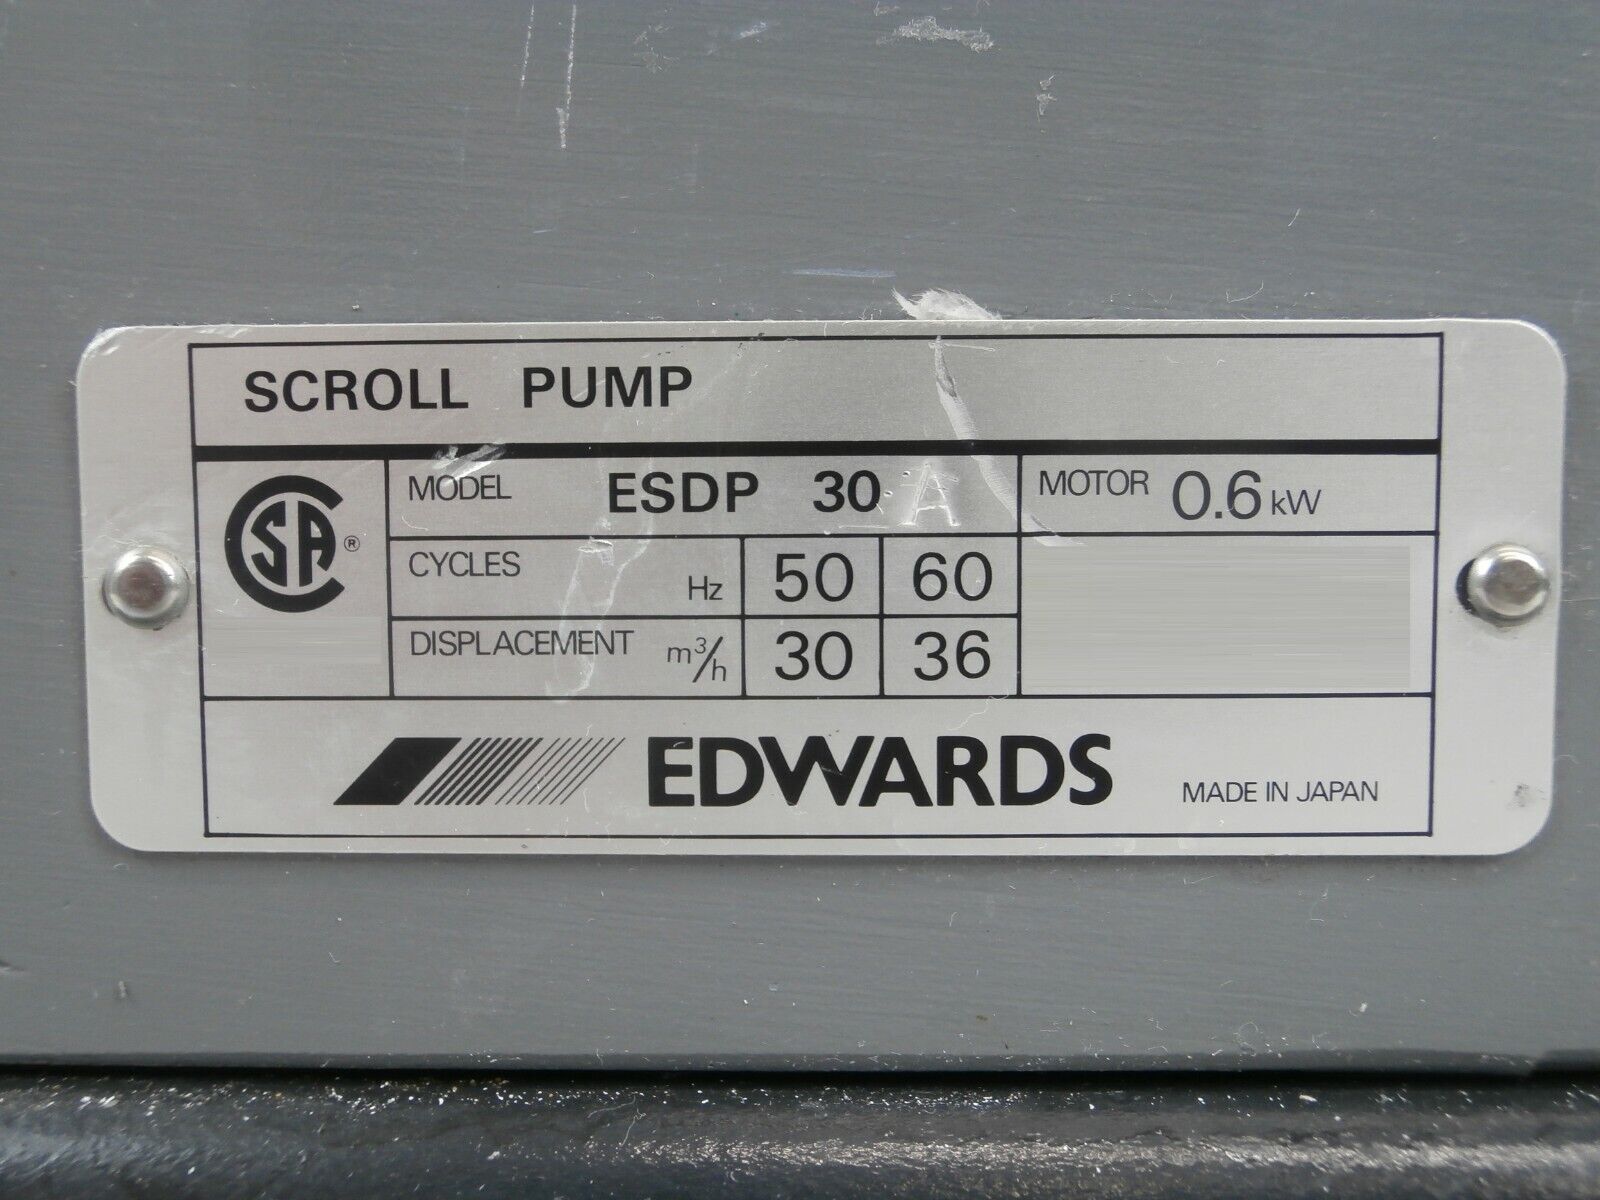 SCROLL PUMP
CSA ®
MODEL ESDP 30 A
MOTOR 0.6 kW
CYCLES Hz 50 60
DISPLACEMENT m³/h 30 36
EDWARDS
MADE IN JAPAN